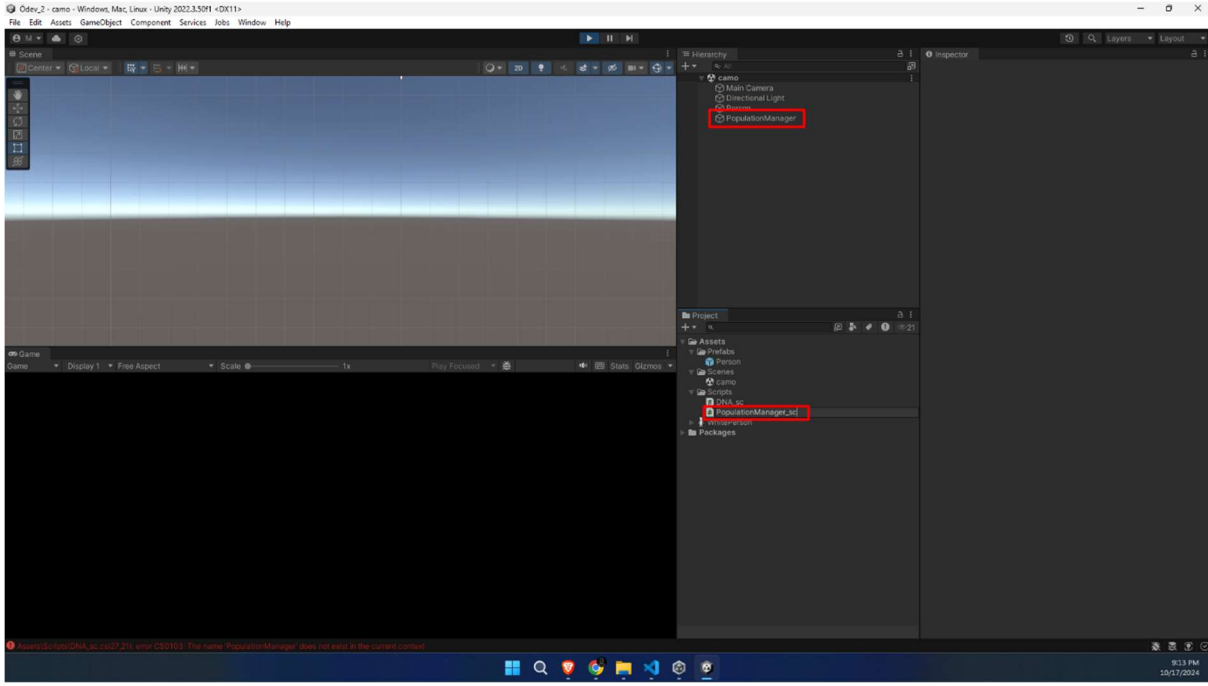 Ödev_2 - camo - Windows, Mac, Linux - Unity 2022.3.50f1 <DX11>
File Edit Assets GameObject Component Services Jobs Window Help
M
Layers Layout
Scene
Center Local 2D
Game
Game Display 1 Free Aspect Scale 1x Play Focused Stats Gizmos
Hierarchy
All
camo
Main Camera
Directional Light
Person
PopulationManager
Project
21
Assets
Prefabs
Person
Scenes
camo
Scripts
DNA_sc
PopulationManager_sc
WhitePerson
Packages
Inspector
Assets\Scripts\DNA_sc.cs(27,21): error CS0103: The name 'PopulationManager' does not exist in the current context
9:13 PM
10/17/2024